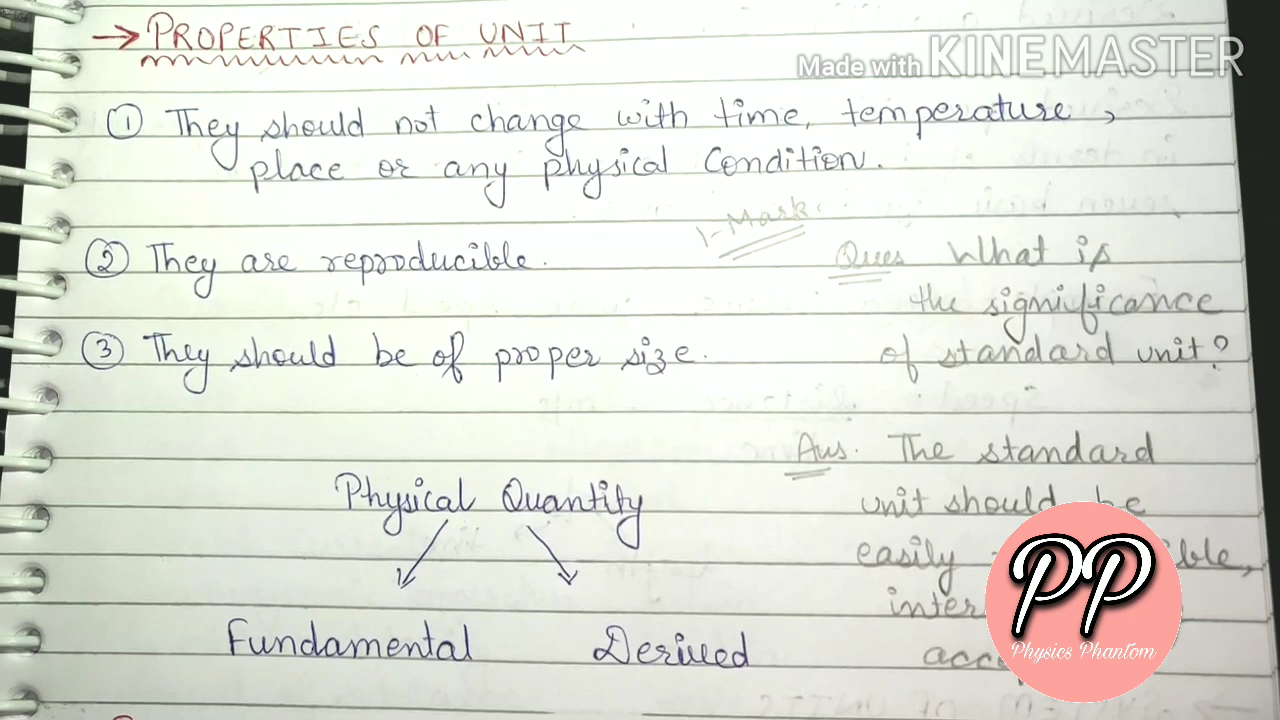 → PROPERTIES OF UNIT
Made with KINEMASTER
① They should not change with time, temperature,
place or any physical Condition.
1-Mark.
② They are reproducible.
③ They should be of proper size.
Ques What is
the significance
of standard unit?
Ans. The standard
unit should be
easily
Physical Quantity
Fundamental Derived
PP
Physics Phantom